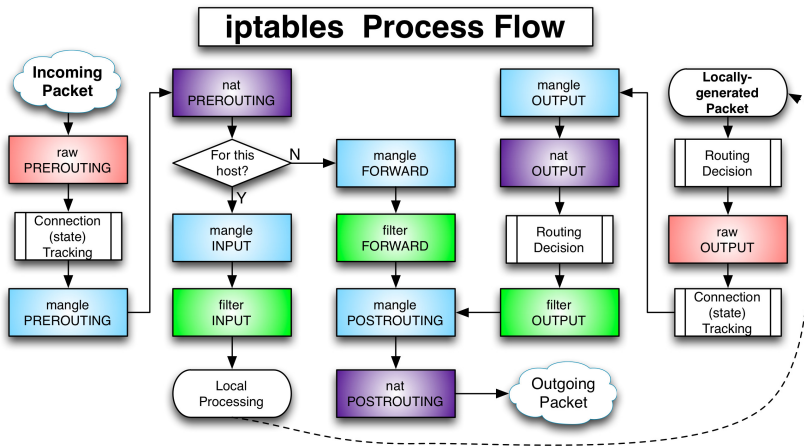 iptables  Process Flow
Incoming
Packet
raw
PREROUTING
Connection
(state)
Tracking
mangle
PREROUTING
nat
PREROUTING
For this
host?
N
Y
mangle
INPUT
filter
INPUT
Local
Processing
mangle
FORWARD
filter
FORWARD
mangle
POSTROUTING
nat
POSTROUTING
Outgoing
Packet
mangle
OUTPUT
nat
OUTPUT
Routing
Decision
filter
OUTPUT
Locally-
generated
Packet
Routing
Decision
raw
OUTPUT
Connection
(state)
Tracking